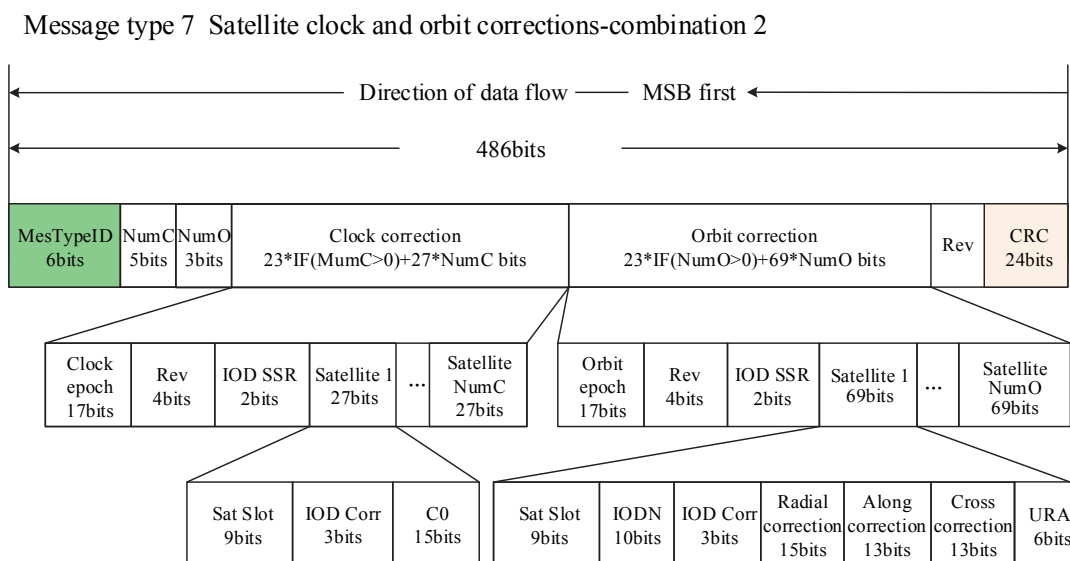 Message type 7  Satellite clock and orbit corrections-combination 2
Direction of data flow
MSB first
486bits
MesTypeID
6bits
NumC
5bits
NumO
3bits
Clock correction
23*IF(MumC>0)+27*NumC bits
Orbit correction
23*IF(NumO>0)+69*NumO bits
Rev
CRC
24bits
Clock
epoch
17bits
Rev
4bits
IOD SSR
2bits
Satellite 1
27bits
...
Satellite
NumC
27bits
Orbit
epoch
17bits
Rev
4bits
IOD SSR
2bits
Satellite 1
69bits
...
Satellite
NumO
69bits
Sat Slot
9bits
IOD Corr
3bits
C0
15bits
Sat Slot
9bits
IODN
10bits
IOD Corr
3bits
Radial
correction
15bits
Along
correction
13bits
Cross
correction
13bits
URA
6bits